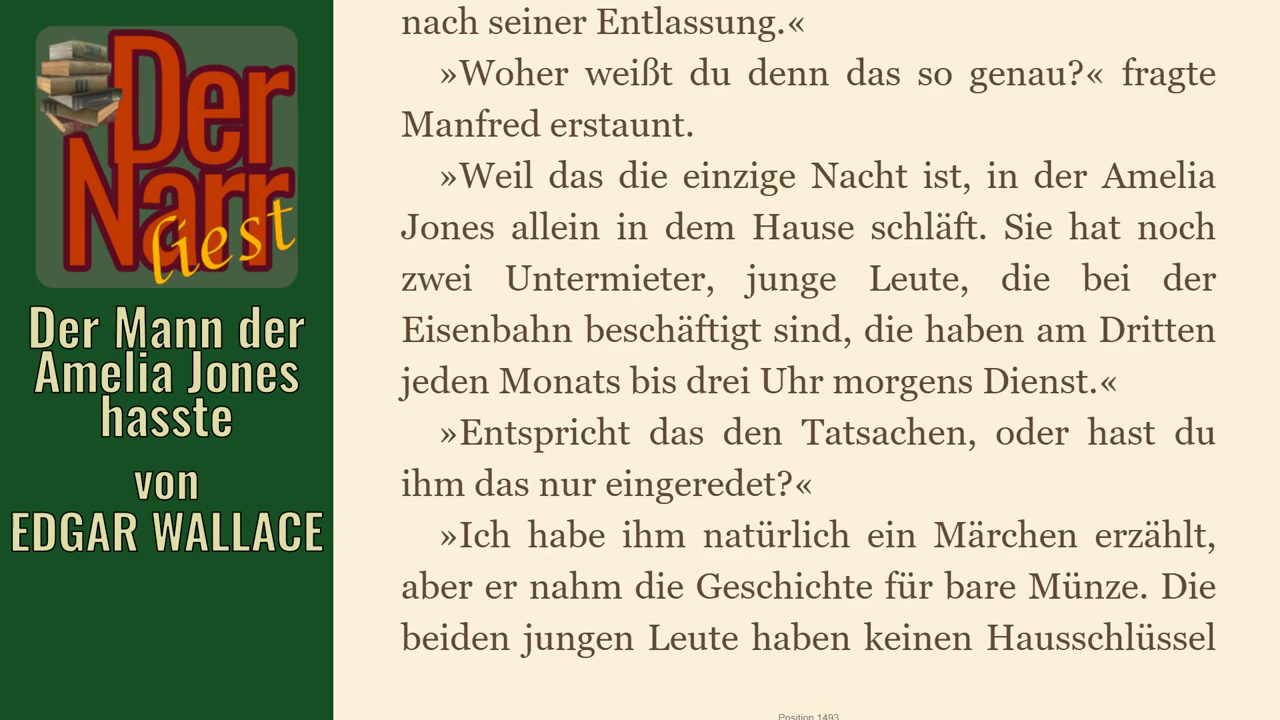 Der
Narr
liest
Der Mann der
Amelia Jones
hasste
von
EDGAR WALLACE
nach seiner Entlassung.«
»Woher weißt du denn das so genau?« fragte
Manfred erstaunt.
»Weil das die einzige Nacht ist, in der Amelia
Jones allein in dem Hause schläft. Sie hat noch
zwei Untermieter, junge Leute, die bei der
Eisenbahn beschäftigt sind, die haben am Dritten
jeden Monats bis drei Uhr morgens Dienst.«
»Entspricht das den Tatsachen, oder hast du
ihm das nur eingeredet?«
»Ich habe ihm natürlich ein Märchen erzählt,
aber er nahm die Geschichte für bare Münze. Die
beiden jungen Leute haben keinen Hausschlüssel
Position 1493